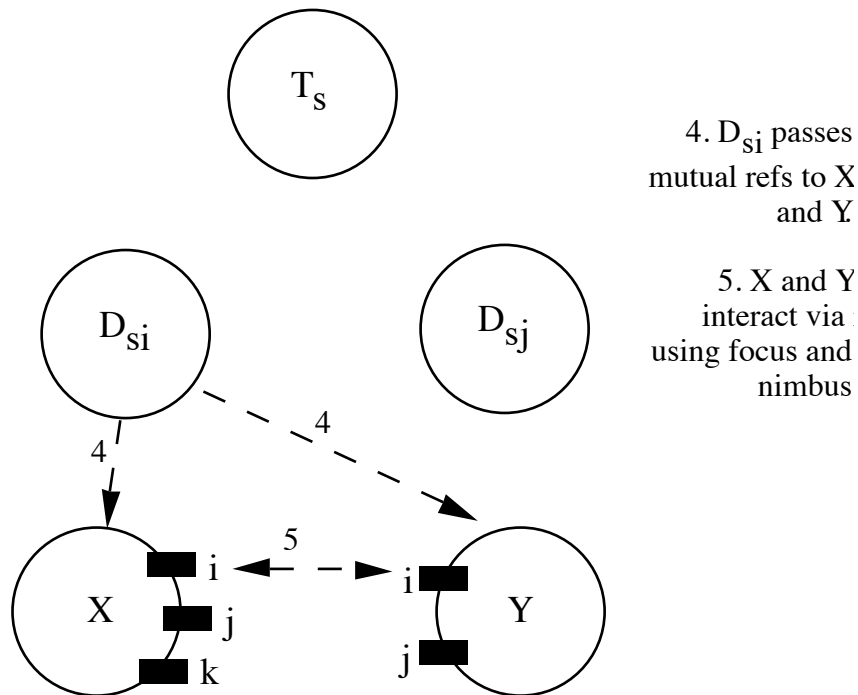 Ts
4. Dsi passes
mutual refs to X
and Y.
Dsi
Dsj
5. X and Y
interact via
using focus and
nimbus
4
4
5
X
i
j
k
i
j
Y